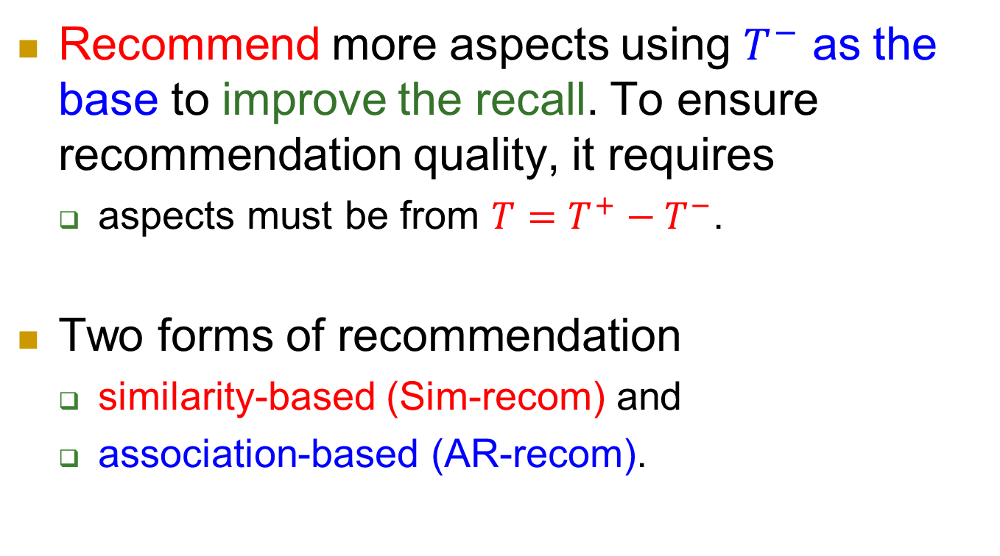 Recommend more aspects using T⁻ as the
base to improve the recall. To ensure
recommendation quality, it requires
aspects must be from T = T⁺ − T⁻.
Two forms of recommendation
similarity-based (Sim-recom) and
association-based (AR-recom).